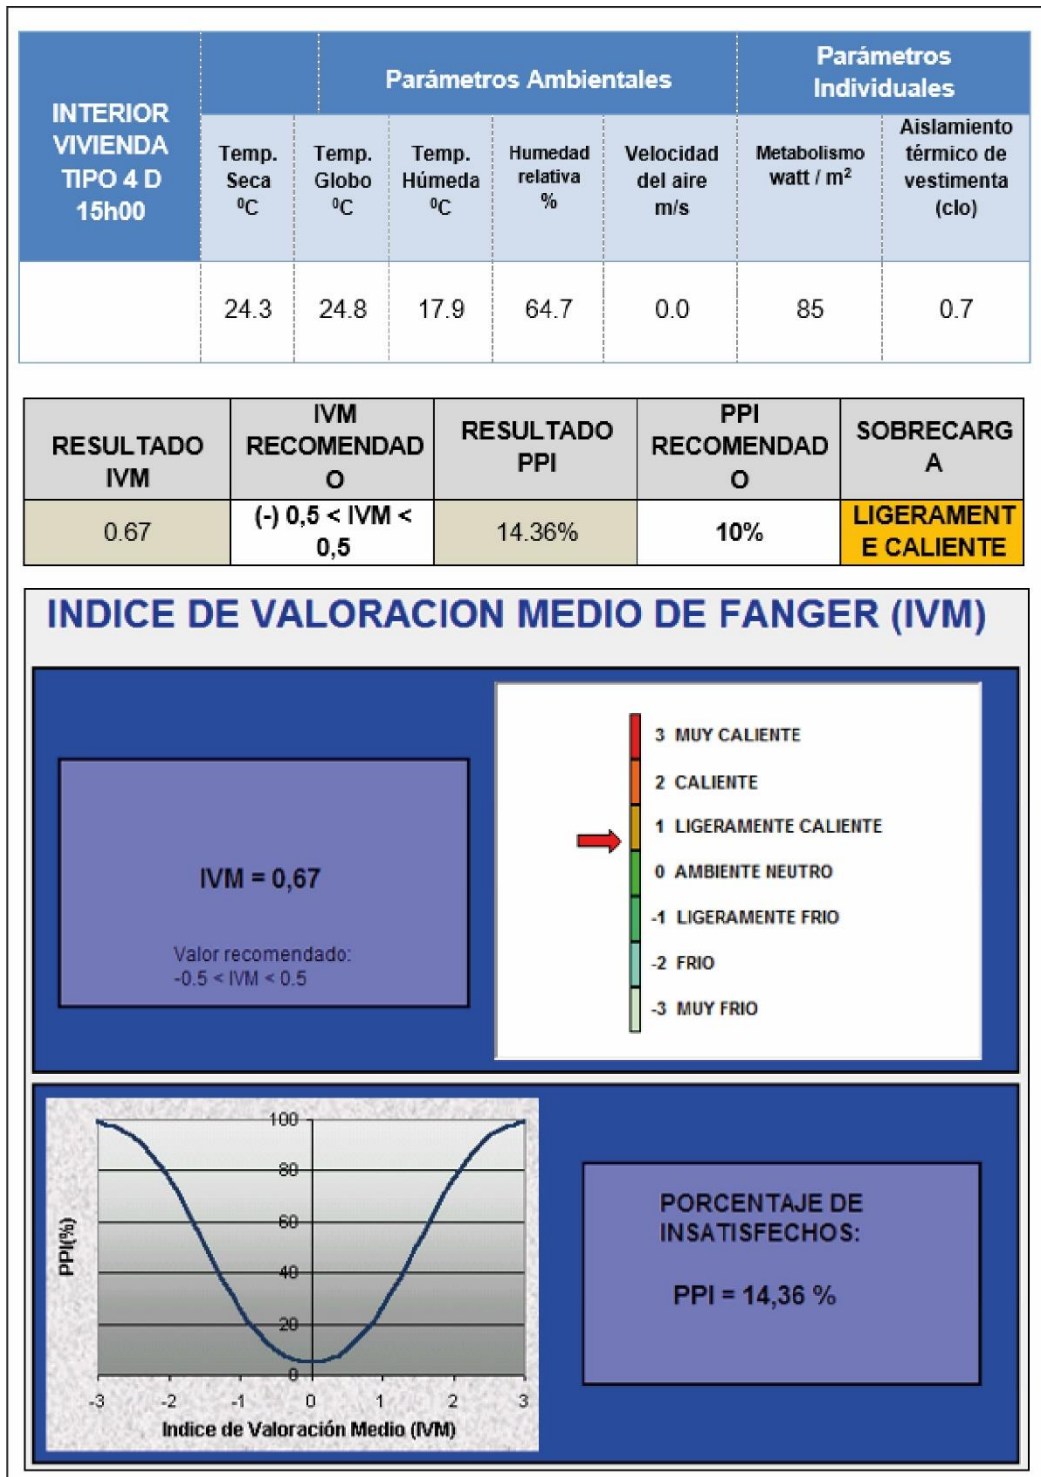 INTERIOR
VIVIENDA
TIPO 4 D
15h00
Parámetros Ambientales
Parámetros
Individuales
Temp.
Seca
⁰C
Temp.
Globo
⁰C
Temp.
Húmeda
⁰C
Humedad
relativa
%
Velocidad
del aire
m/s
Metabolismo
watt / m²
Aislamiento
térmico de
vestimenta
(clo)
24.3 24.8 17.9 64.7 0.0 85 0.7
RESULTADO
IVM
IVM
RECOMENDAD
O
RESULTADO
PPI
PPI
RECOMENDAD
O
SOBRECARG
A
0.67
(-) 0,5 < IVM <
0,5
14.36%
10%
LIGERAMENT
E CALIENTE
INDICE DE VALORACION MEDIO DE FANGER (IVM)
IVM = 0,67
Valor recomendado:
-0.5 < IVM < 0.5
3 MUY CALIENTE
2 CALIENTE
1 LIGERAMENTE CALIENTE
0 AMBIENTE NEUTRO
-1 LIGERAMENTE FRIO
-2 FRIO
-3 MUY FRIO
PPI(%)
100
80
60
40
20
0
-3 -2 -1 0 1 2 3
Indice de Valoración Medio (IVM)
PORCENTAJE DE
INSATISFECHOS:
PPI = 14,36 %